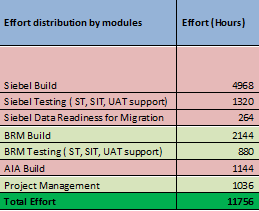 Effort distribution by modules Effort (Hours)
Siebel Build 4968
Siebel Testing ( ST, SIT, UAT support) 1320
Siebel Data Readiness for Migration 264
BRM Build 2144
BRM Testing ( ST, SIT, UAT support) 880
AIA Build 1144
Project Management 1036
Total Effort 11756